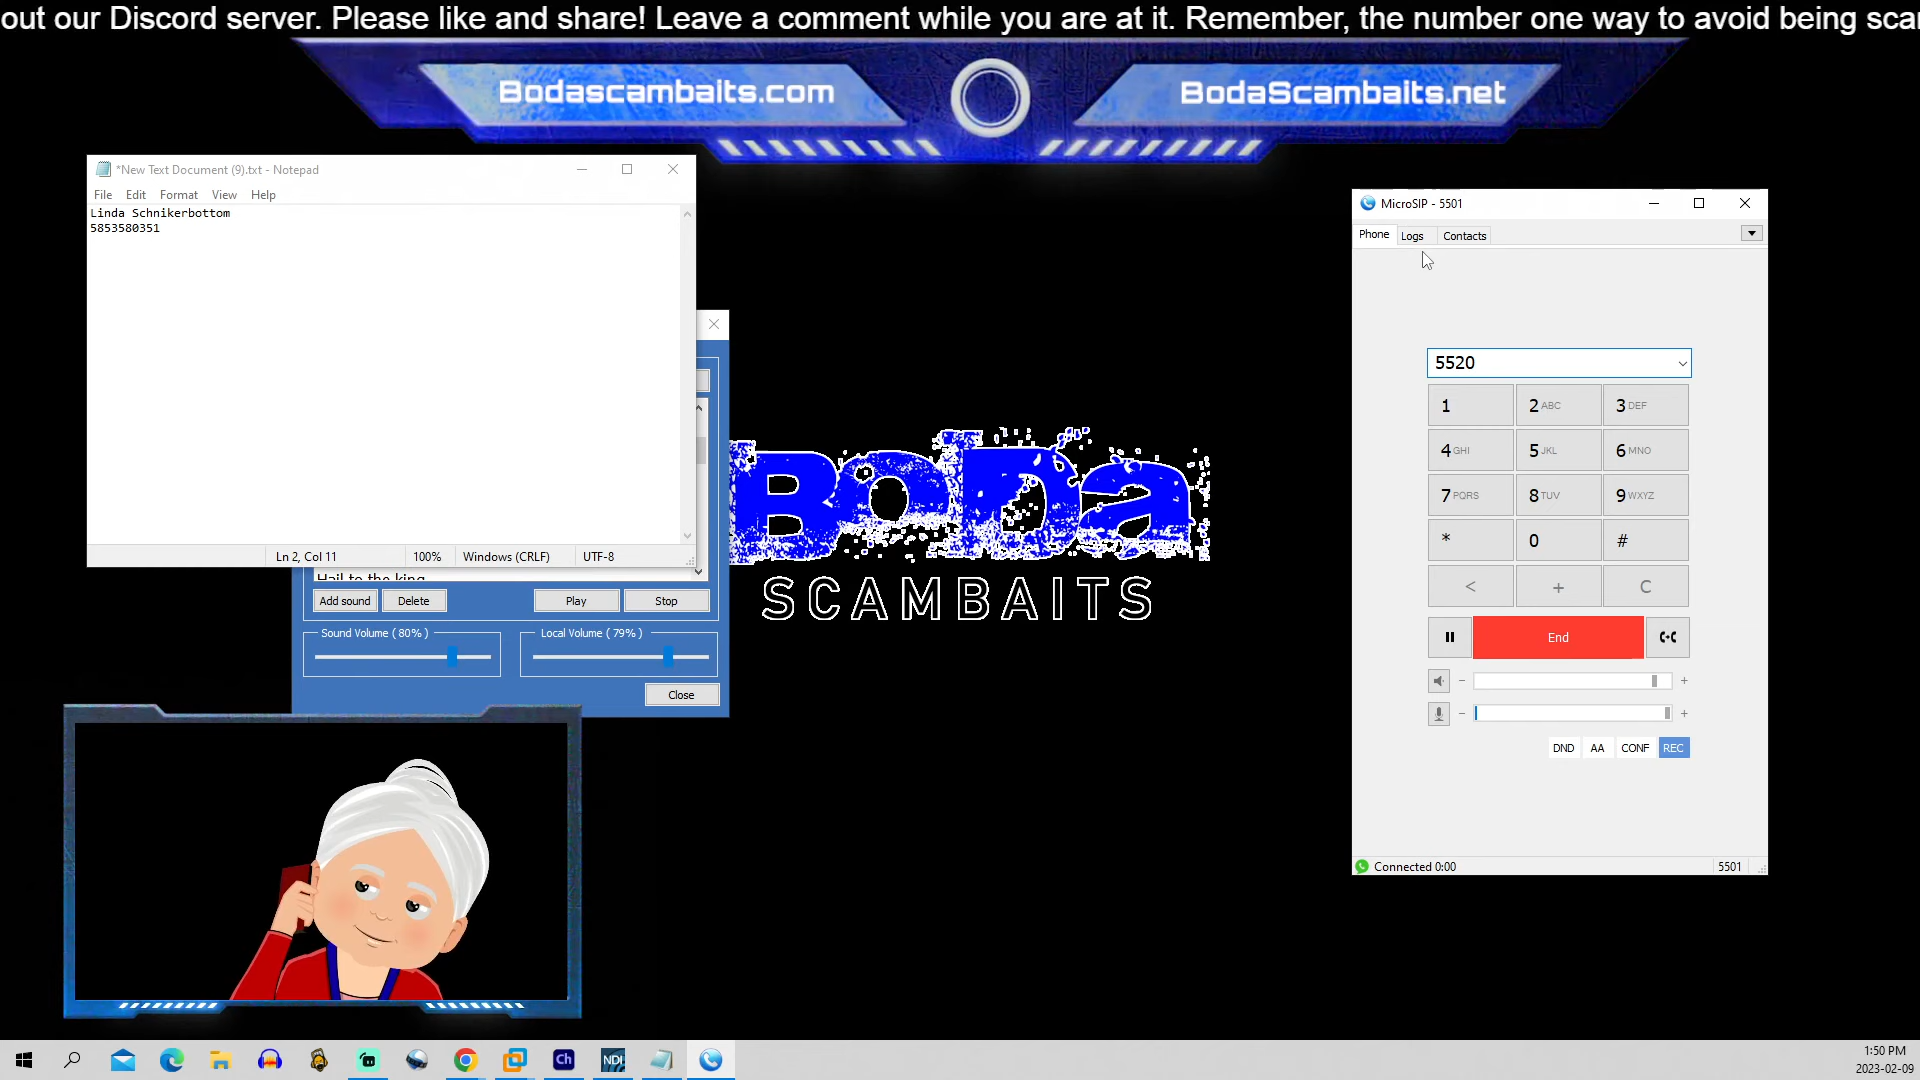 out our Discord server. Please like and share! Leave a comment while you are at it. Remember, the number one way to avoid being sca
Bodascambaits.com
BodaScambaits.net
*New Text Document (9).txt - Notepad
File Edit Format View Help
Linda Schnikerbottom
5853580351
Ln 2, Col 11 100% Windows (CRLF) UTF-8
Hail to the king
Add sound Delete Play Stop
Sound Volume ( 80% ) Local Volume ( 79% )
Close
BoDa
SCAMBAITS
MicroSIP - 5501
Phone Logs Contacts
5520
1 2 ABC 3 DEF
4 GHI 5 JKL 6 MNO
7 PQRS 8 TUV 9 WXYZ
* 0 #
< + C
End
- +
- +
DND AA CONF REC
Connected 0:00 5501
Ch
NDI
1:50 PM
2023-02-09